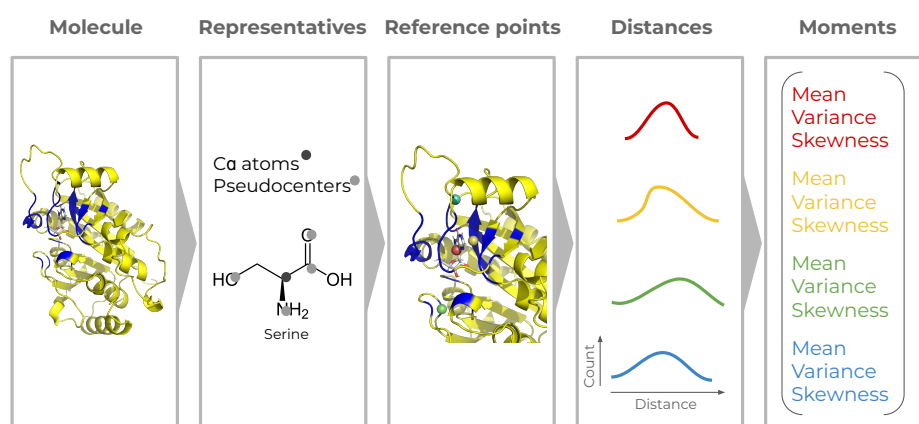 Molecule
Representatives
Reference points
Distances
Moments
Cɑ atoms
Pseudocenters
O
HO
OH
NH2
Serine
Count
Distance
Mean
Variance
Skewness
Mean
Variance
Skewness
Mean
Variance
Skewness
Mean
Variance
Skewness